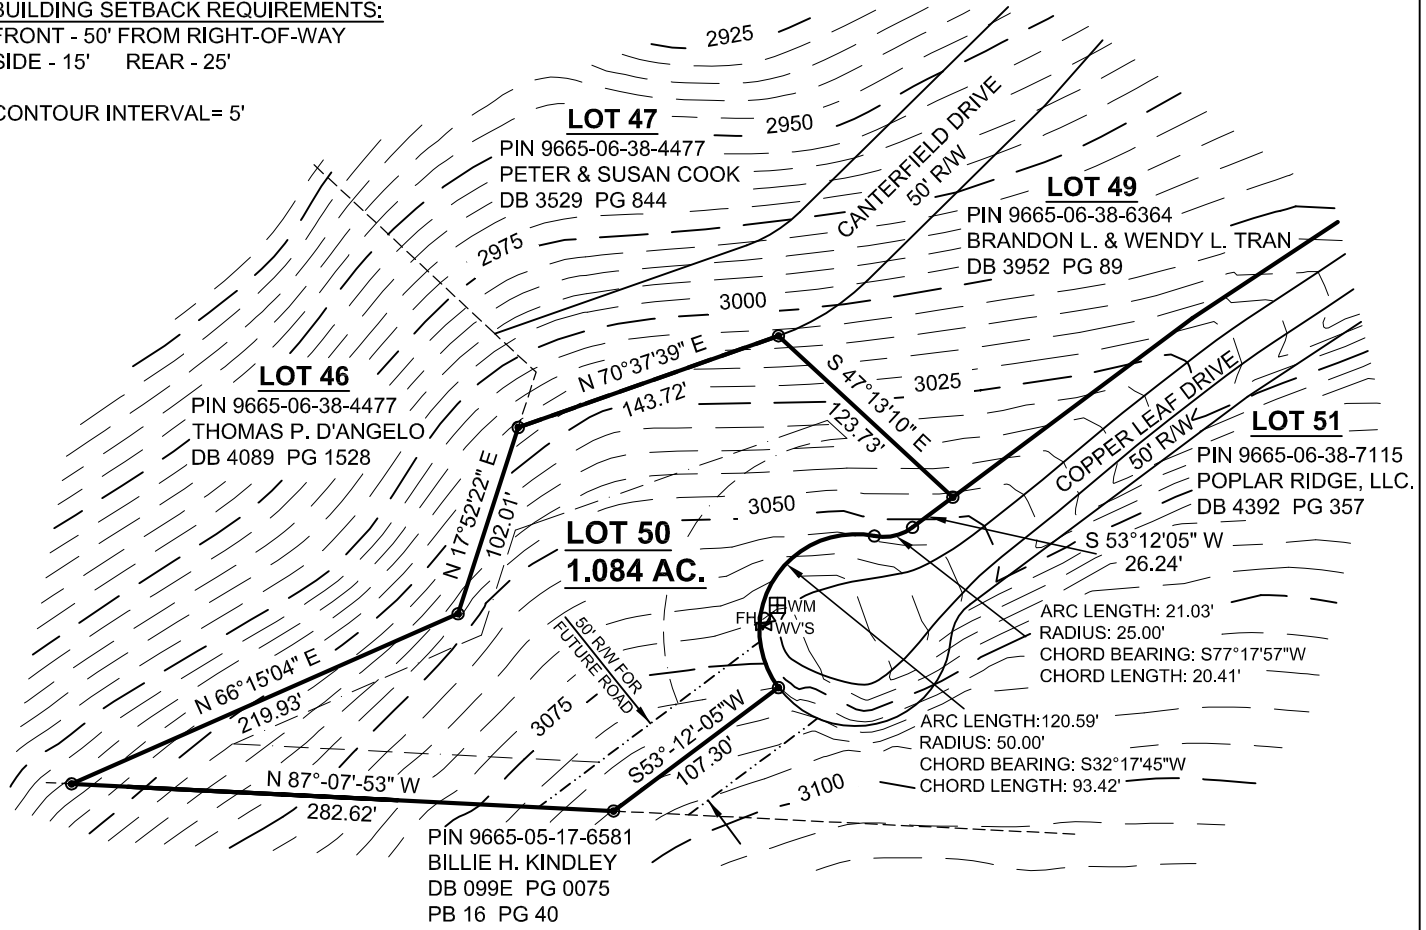 BUILDING SETBACK REQUIREMENTS:
FRONT - 50' FROM RIGHT-OF-WAY
SIDE - 15' REAR - 25'
CONTOUR INTERVAL= 5'
2925
2950
2975
3000
3025
3050
3075
3100
LOT 47
PIN 9665-06-38-4477
PETER & SUSAN COOK
DB 3529 PG 844
CANTERFIELD DRIVE
50' R/W
LOT 49
PIN 9665-06-38-6364
BRANDON L. & WENDY L. TRAN
DB 3952 PG 89
LOT 46
PIN 9665-06-38-4477
THOMAS P. D'ANGELO
DB 4089 PG 1528
N 70°37'39" E
143.72'
S 47°13'10" E
123.73'
COPPER LEAF DRIVE
50' R/W
LOT 51
PIN 9665-06-38-7115
POPLAR RIDGE, LLC.
DB 4392 PG 357
N 17°52'22" E
102.01'
LOT 50
1.084 AC.
S 53°12'05" W
26.24'
FH
WM
WV'S
ARC LENGTH: 21.03'
RADIUS: 25.00'
CHORD BEARING: S77°17'57"W
CHORD LENGTH: 20.41'
50' R/W FOR
FUTURE ROAD
N 66°15'04" E
219.93'
S53°-12'-05"W
107.30'
ARC LENGTH:120.59'
RADIUS: 50.00'
CHORD BEARING: S32°17'45"W
CHORD LENGTH: 93.42'
N 87°-07'-53" W
282.62'
PIN 9665-05-17-6581
BILLIE H. KINDLEY
DB 099E PG 0075
PB 16 PG 40